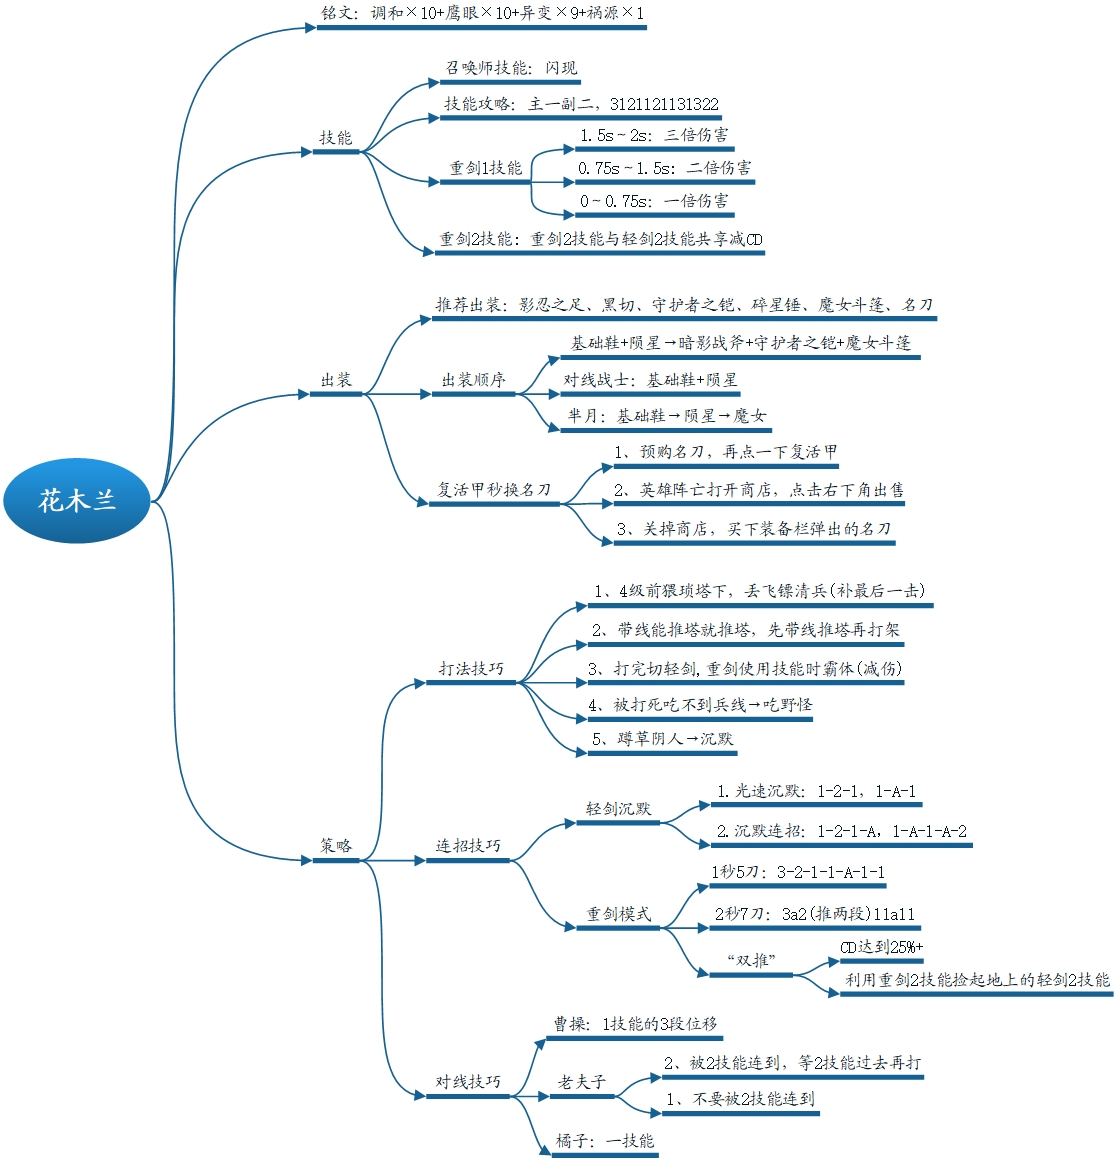 铭文：调和×10+鹰眼×10+异变×9+祸源×1
召唤师技能：闪现
技能攻略：主一副二，3121121131322
技能
1.5s~2s：三倍伤害
重剑1技能
0.75s~1.5s：二倍伤害
0~0.75s：一倍伤害
重剑2技能：重剑2技能与轻剑2技能共享减CD
推荐出装：影忍之足、黑切、守护者之铠、碎星锤、魔女斗篷、名刀
基础鞋+陨星→暗影战斧+守护者之铠+魔女斗篷
出装
出装顺序
对线战士：基础鞋+陨星
芈月：基础鞋→陨星→魔女
1、预购名刀，再点一下复活甲
复活甲秒换名刀
2、英雄阵亡打开商店，点击右下角出售
花木兰
3、关掉商店，买下装备栏弹出的名刀
1、4级前猥琐塔下，丢飞镖清兵(补最后一击)
2、带线能推塔就推塔，先带线推塔再打架
打法技巧
3、打完切轻剑,重剑使用技能时霸体(减伤)
4、被打死吃不到兵线→吃野怪
5、蹲草阴人→沉默
轻剑沉默
1.光速沉默：1-2-1，1-A-1
2.沉默连招：1-2-1-A，1-A-1-A-2
策略
连招技巧
1秒5刀：3-2-1-1-A-1-1
重剑模式
2秒7刀：3a2(推两段)11a11
“双推”
CD达到25%+
利用重剑2技能捡起地上的轻剑2技能
曹操：1技能的3段位移
对线技巧
老夫子
2、被2技能连到，等2技能过去再打
1、不要被2技能连到
橘子：一技能